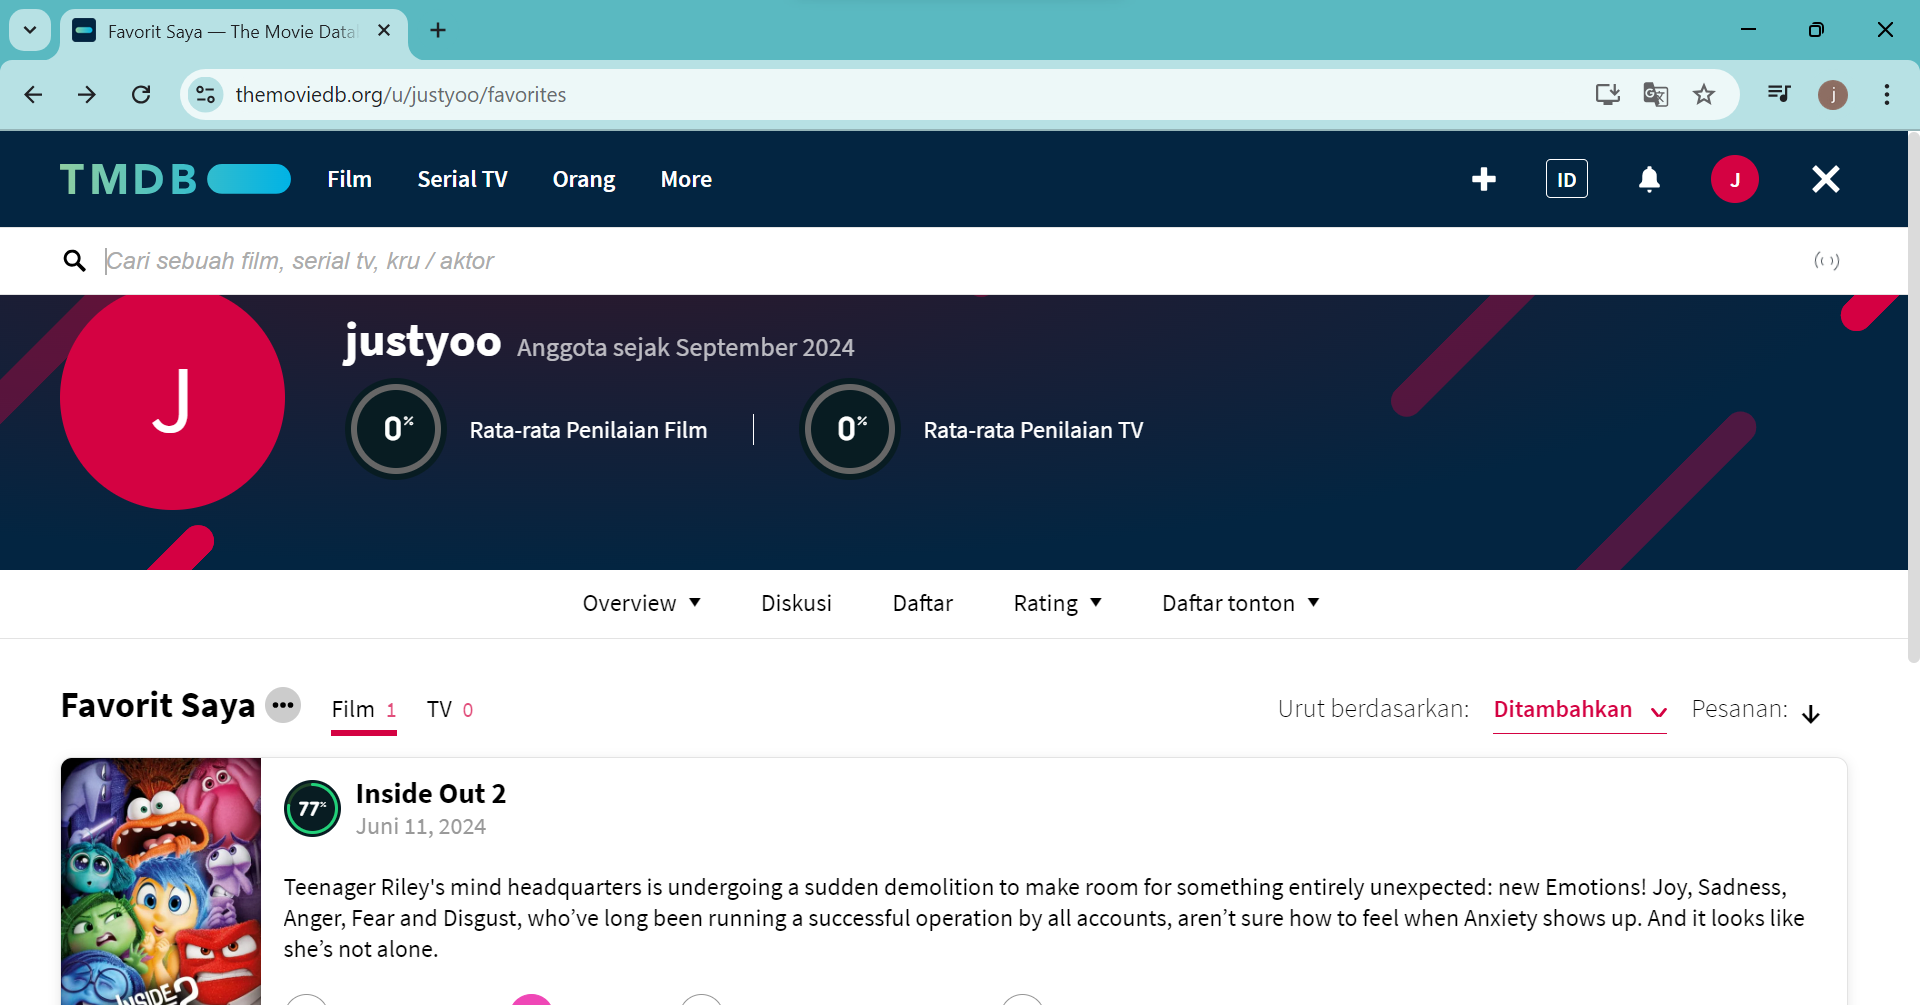 Favorit Saya — The Movie Data
themoviedb.org/u/justyoo/favorites
j
TMDB Film Serial TV Orang More ID J
Cari sebuah film, serial tv, kru / aktor
J
justyoo Anggota sejak September 2024
0% Rata-rata Penilaian Film 0% Rata-rata Penilaian TV
Overview Diskusi Daftar Rating Daftar tonton
Favorit Saya Film 1 TV 0 Urut berdasarkan: Ditambahkan Pesanan:
77% Inside Out 2
Juni 11, 2024
Teenager Riley's mind headquarters is undergoing a sudden demolition to make room for something entirely unexpected: new Emotions! Joy, Sadness,
Anger, Fear and Disgust, who’ve long been running a successful operation by all accounts, aren’t sure how to feel when Anxiety shows up. And it looks like
she’s not alone.
INSIDE 2